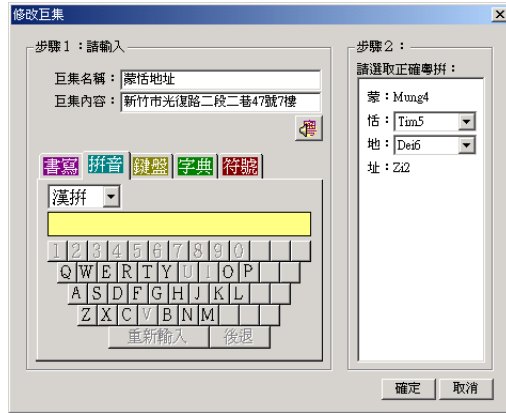 修改巨集
步驟1：請輸入
巨集名稱：蒙恬地址
巨集內容：新竹市光復路二段二巷47號7樓
書寫 拼音 鍵盤 字典 符號
漢拼
1 2 3 4 5 6 7 8 9 0
Q W E R T Y U I O P
A S D F G H J K L
Z X C V B N M
重新輸入 後退
步驟2：
請選取正確粵拼：
蒙：Mung4
恬：Tim5
地：Dei6
址：Zi2
確定 取消